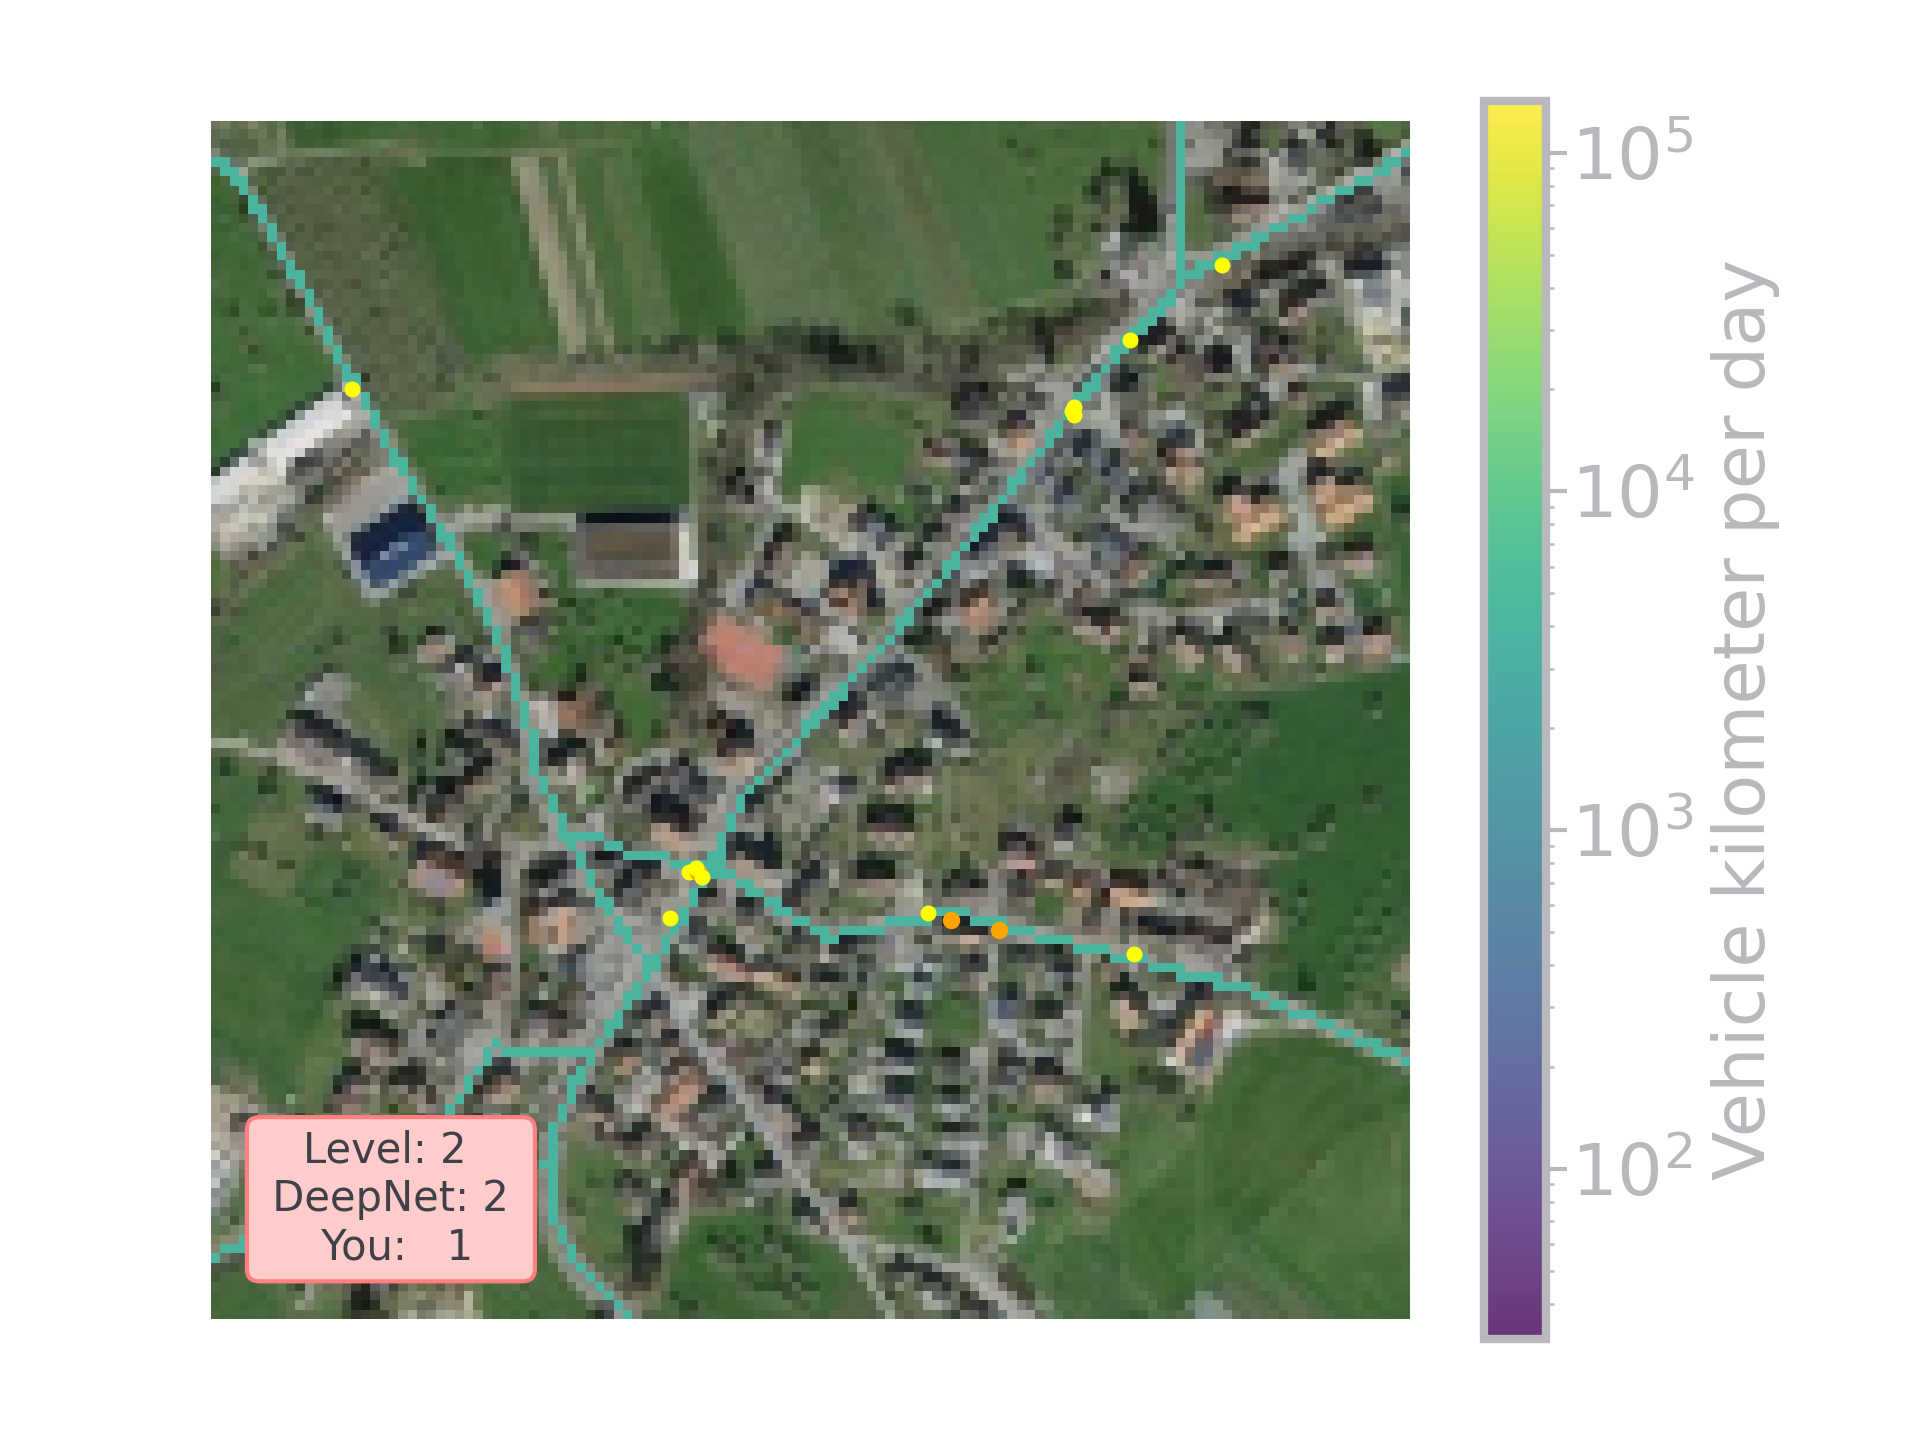 Level: 2
DeepNet: 2
You: 1
10⁵
10⁴
10³
10²
Vehicle kilometer per day